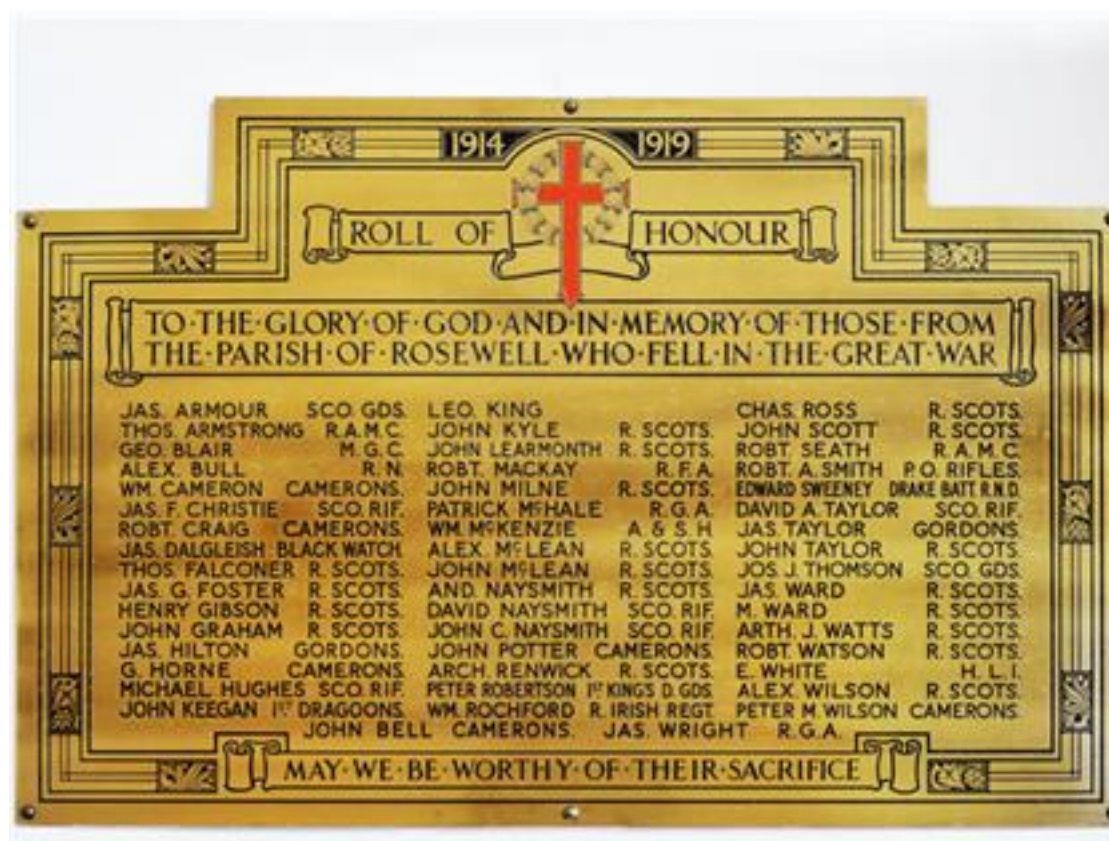 1914 1919
ROLL OF HONOUR
TO·THE·GLORY·OF·GOD·AND·IN·MEMORY·OF·THOSE·FROM
THE·PARISH·OF·ROSEWELL·WHO·FELL·IN·THE·GREAT·WAR
JAS. ARMOUR SCO. GDS.
THOS. ARMSTRONG R.A.M.C.
GEO. BLAIR M.G.C.
ALEX. BULL R.N.
WM. CAMERON CAMERONS.
JAS. F. CHRISTIE SCO. RIF.
ROBT. CRAIG CAMERONS.
JAS. DALGLEISH BLACK WATCH
THOS. FALCONER R. SCOTS.
JAS. G. FOSTER R. SCOTS.
HENRY GIBSON R. SCOTS.
JOHN GRAHAM R. SCOTS.
JAS. HILTON GORDONS.
G. HORNE CAMERONS.
MICHAEL HUGHES SCO. RIF.
JOHN KEEGAN 1ST DRAGOONS.
LEO. KING
JOHN KYLE R. SCOTS.
JOHN LEARMONTH R. SCOTS.
ROBT. MACKAY R.F.A.
JOHN MILNE R. SCOTS.
PATRICK McHALE R.G.A.
WM. McKENZIE A. & S. H.
ALEX. McLEAN R. SCOTS.
JOHN McLEAN R. SCOTS.
AND. NAYSMITH R. SCOTS.
DAVID NAYSMITH SCO. RIF.
JOHN C. NAYSMITH SCO. RIF.
JOHN POTTER CAMERONS.
ARCH. RENWICK R. SCOTS.
PETER ROBERTSON 1ST KING'S D. GDS.
WM. ROCHFORD R. IRISH REGT.
CHAS. ROSS R. SCOTS.
JOHN SCOTT R. SCOTS.
ROBT. SEATH R.A.M.C.
ROBT. A. SMITH P.O. RIFLES.
EDWARD SWEENEY DRAKE BATT. R.N.D.
DAVID A. TAYLOR SCO. RIF.
JAS. TAYLOR GORDONS.
JOHN TAYLOR R. SCOTS.
JOS. J. THOMSON SCO. GDS.
JAS. WARD R. SCOTS.
M. WARD R. SCOTS.
ARTH. J. WATTS R. SCOTS.
ROBT. WATSON R. SCOTS.
E. WHITE H.L.I.
ALEX. WILSON R. SCOTS.
PETER M. WILSON CAMERONS.
JOHN BELL CAMERONS. JAS. WRIGHT R.G.A.
MAY·WE·BE·WORTHY·OF·THEIR·SACRIFICE